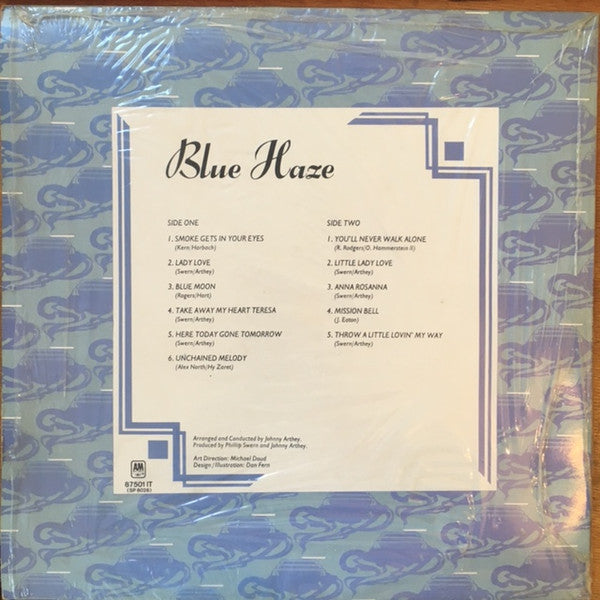 Blue Haze
SIDE ONE
1. SMOKE GETS IN YOUR EYES
(Kern/Harbach)
2. LADY LOVE
(Swern/Arthey)
3. BLUE MOON
(Rogers/Hart)
4. TAKE AWAY MY HEART TERESA
(Swern/Arthey)
5. HERE TODAY GONE TOMORROW
(Swern/Arthey)
6. UNCHAINED MELODY
(Alex North/Hy Zaret)
SIDE TWO
1. YOU'LL NEVER WALK ALONE
(R. Rodgers/O. Hammerstein II)
2. LITTLE LADY LOVE
(Swern/Arthey)
3. ANNA ROSANNA
(Swern/Arthey)
4. MISSION BELL
(J. Eaton)
5. THROW A LITTLE LOVIN' MY WAY
(Swern/Arthey)
Arranged and Conducted by Johnny Arthey.
Produced by Phillip Swern and Johnny Arthey.
Art Direction: Michael Doud
Design/Illustration: Dan Fern
AM
87501 IT
(SP 6028)